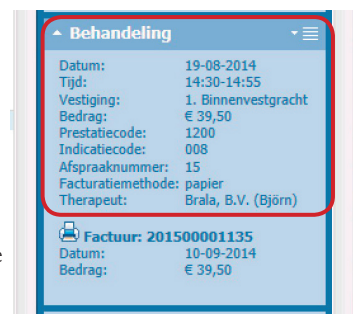 Behandeling
Datum: 19-08-2014
Tijd: 14:30-14:55
Vestiging: 1. Binnenvestgracht
Bedrag: € 39,50
Prestatiecode: 1200
Indicatiecode: 008
Afspraaknummer: 15
Facturatiemethode: papier
Therapeut: Brala, B.V. (Björn)
Factuur: 201500001135
Datum: 10-09-2014
e
Bedrag: € 39,50